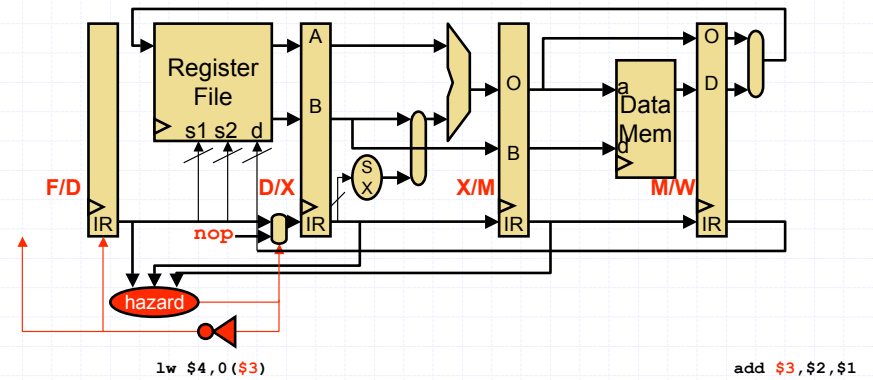 A
O
Register
File
B
O
a
Data
Mem
D
s1 s2 d
S
X
B
d
F/D
D/X
X/M
M/W
IR
nop
IR
IR
IR
hazard
lw $4,0($3)
add $3,$2,$1